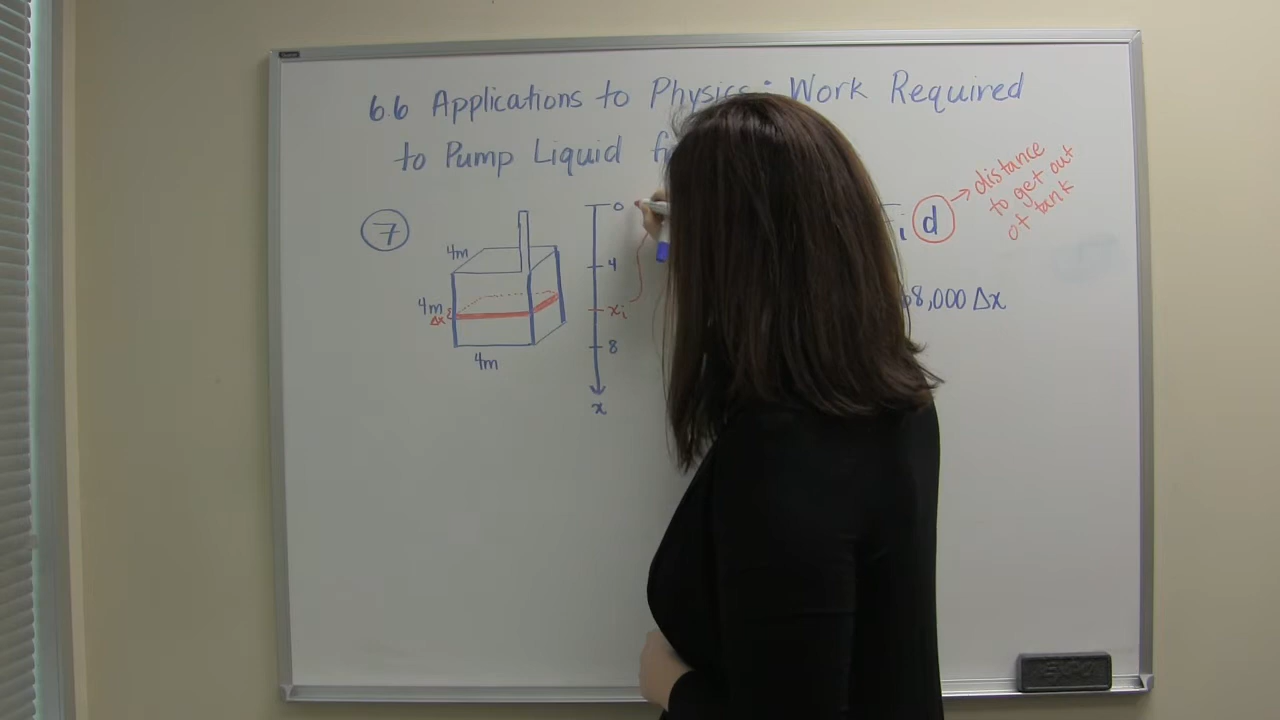 6.6 Applications to Physics: Work Required
to Pump Liquid
7
4m
4m
Δx
4m
0
4
xᵢ
8
x
i d → distance
to get out
of tank
68,000 Δx